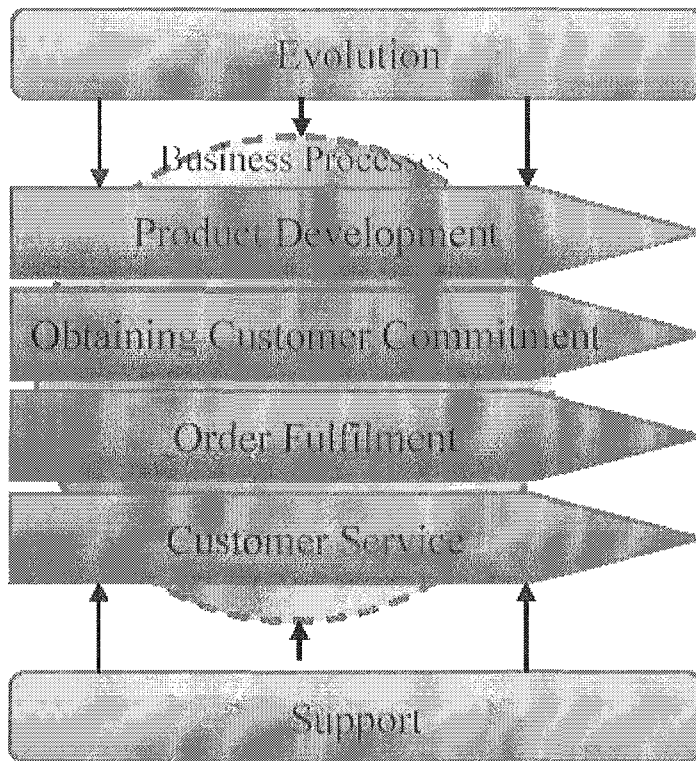 Evolution
Business Processes
Product Development
Obtaining Customer Commitment
Order Fulfilment
Customer Service
Support